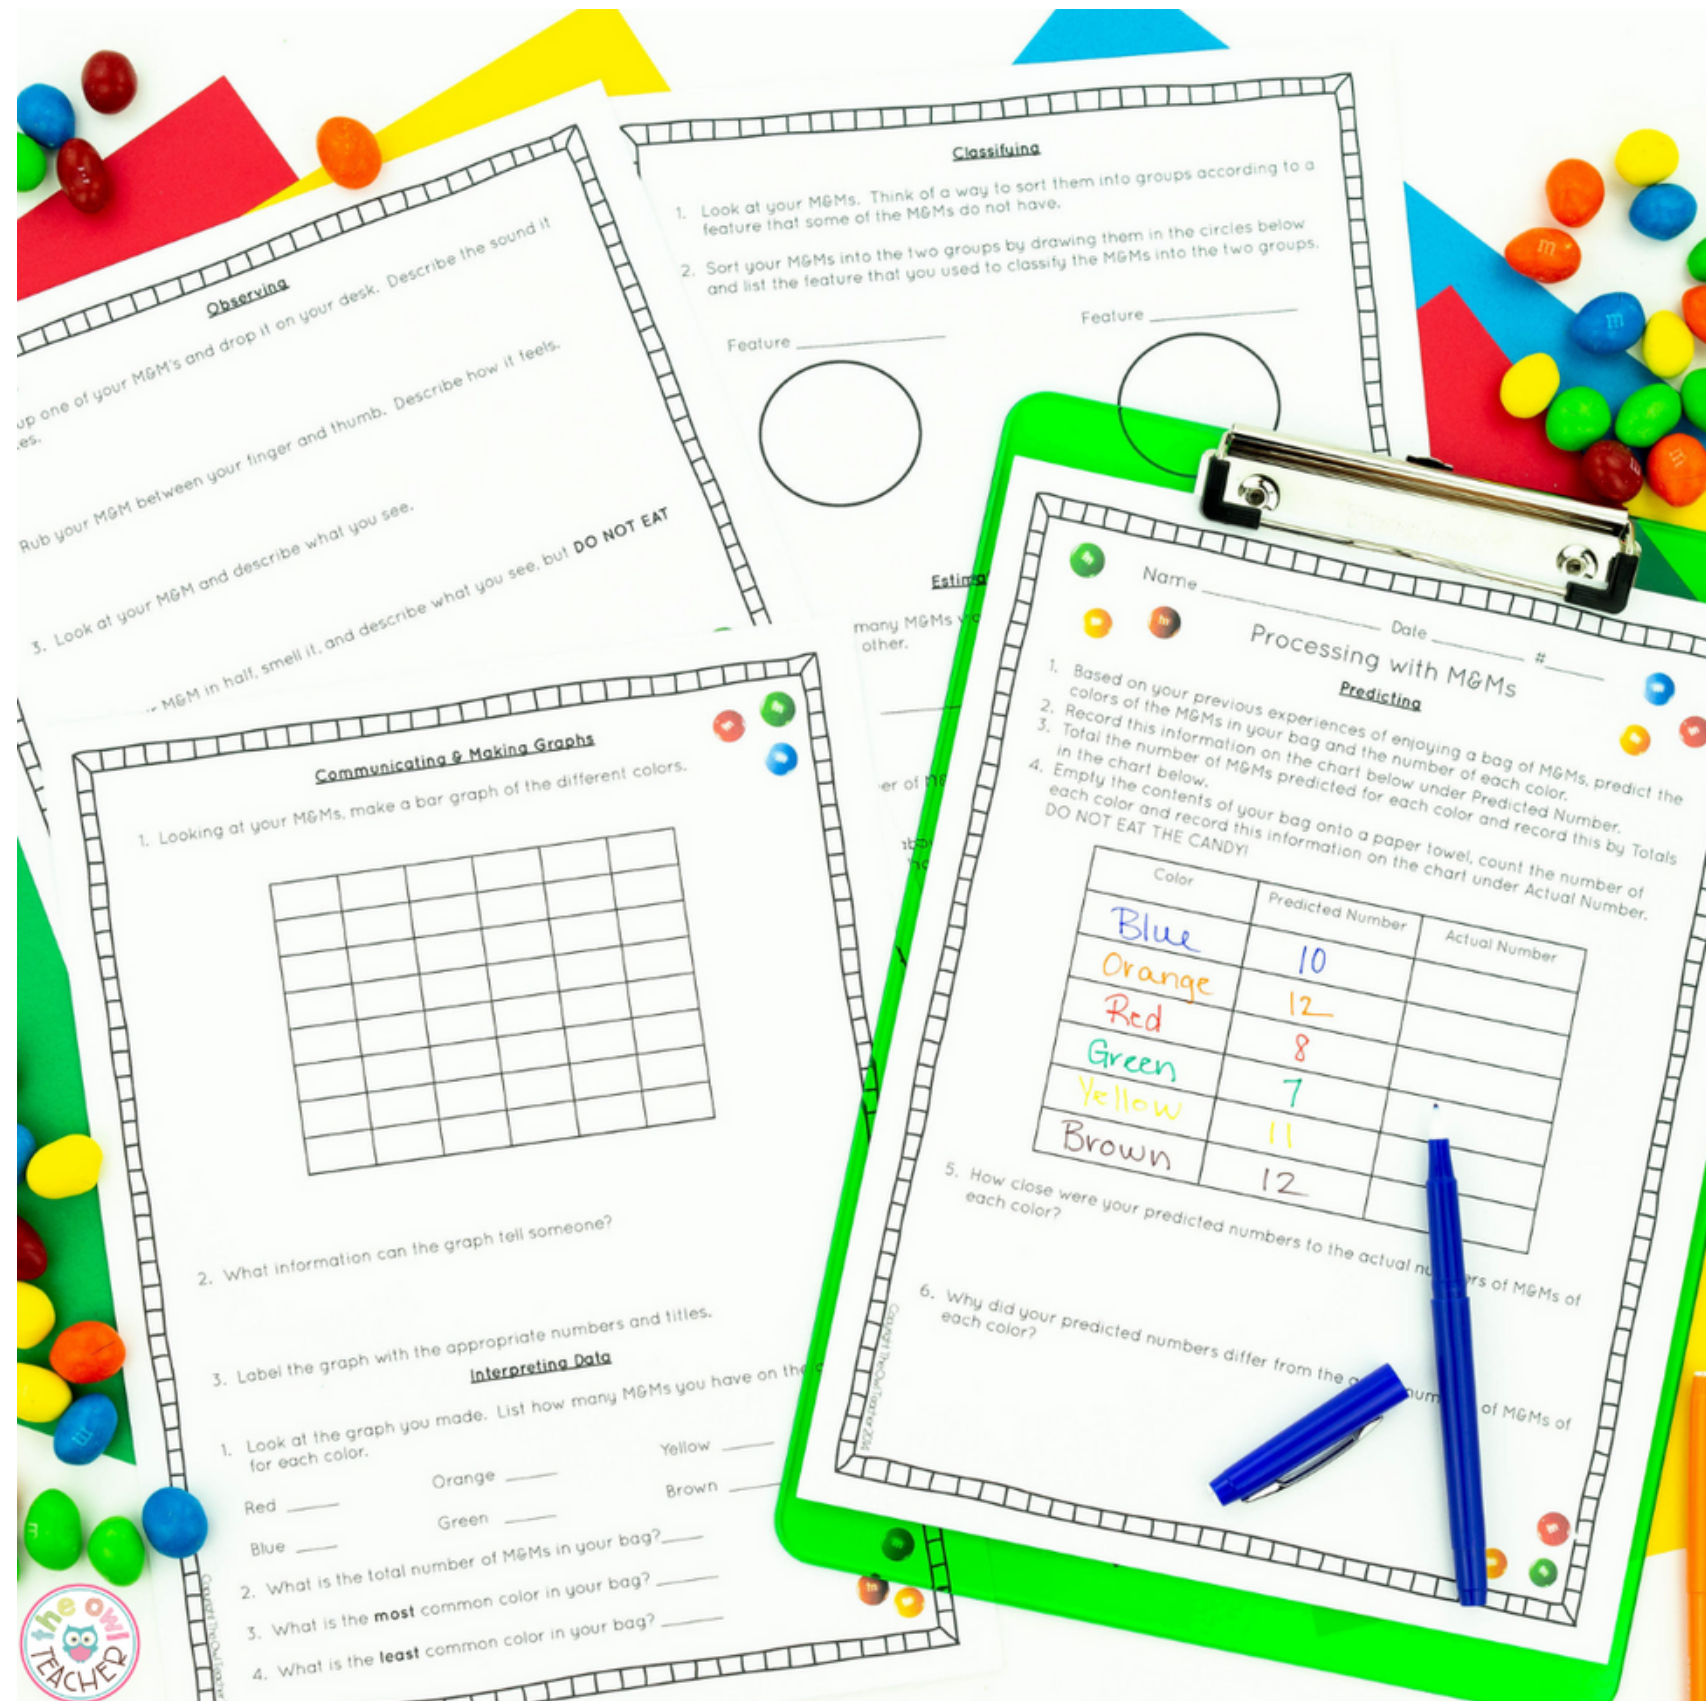 Observing
up one of your M&M's and drop it on your desk. Describe the sound it
es.
Rub your M&M between your finger and thumb. Describe how it feels.
3. Look at your M&M and describe what you see.
M&M in half, smell it, and describe what you see, but DO NOT EAT
Classifying
1. Look at your M&Ms. Think of a way to sort them into groups according to a
feature that some of the M&Ms do not have.
2. Sort your M&Ms into the two groups by drawing them in the circles below
and list the feature that you used to classify the M&Ms into the two groups.
Feature
Feature
many M&Ms
other.
er of
Communicating & Making Graphs
1. Looking at your M&Ms, make a bar graph of the different colors.
2. What information can the graph tell someone?
3. Label the graph with the appropriate numbers and titles.
Interpreting Data
1. Look at the graph you made. List how many M&Ms you have on the
for each color.
Red
Orange
Yellow
Blue
Green
Brown
2. What is the total number of M&Ms in your bag?
3. What is the most common color in your bag?
4. What is the least common color in your bag?
Name
Date
#
Processing with M&Ms
Predicting
1. Based on your previous experiences of enjoying a bag of M&Ms, predict the
colors of the M&Ms in your bag and the number of each color.
2. Record this information on the chart below under Predicted Number.
3. Total the number of M&Ms predicted for each color and record this by Totals
in the chart below.
4. Empty the contents of your bag onto a paper towel, count the number of
each color and record this information on the chart under Actual Number.
DO NOT EAT THE CANDY!
Color Predicted Number Actual Number
Blue 10
Orange 12
Red 8
Green 7
Yellow 11
Brown 12
5. How close were your predicted numbers to the actual of M&Ms of
each color?
6. Why did your predicted numbers differ from the of M&Ms of
each color?
Copyright TheOwlTeacher 2014
Copyright TheOwlTeacher
the owl
TEACHER